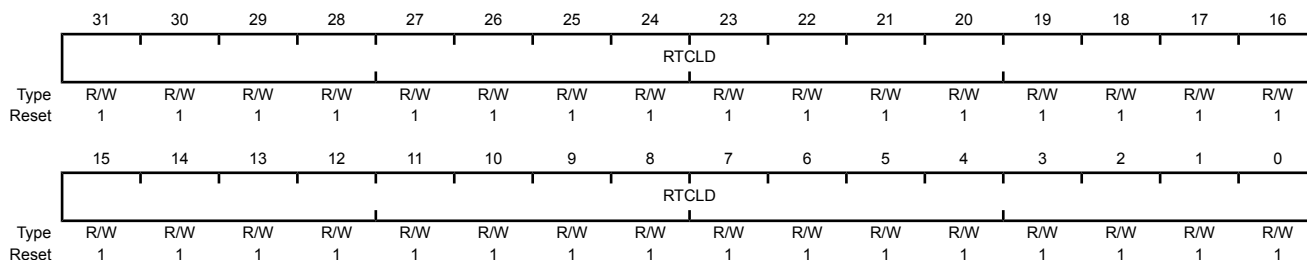 31 30 29 28 27 26 25 24 23 22 21 20 19 18 17 16
RTCLD
Type R/W R/W R/W R/W R/W R/W R/W R/W R/W R/W R/W R/W R/W R/W R/W R/W
Reset 1 1 1 1 1 1 1 1 1 1 1 1 1 1 1 1
15 14 13 12 11 10 9 8 7 6 5 4 3 2 1 0
RTCLD
Type R/W R/W R/W R/W R/W R/W R/W R/W R/W R/W R/W R/W R/W R/W R/W R/W
Reset 1 1 1 1 1 1 1 1 1 1 1 1 1 1 1 1